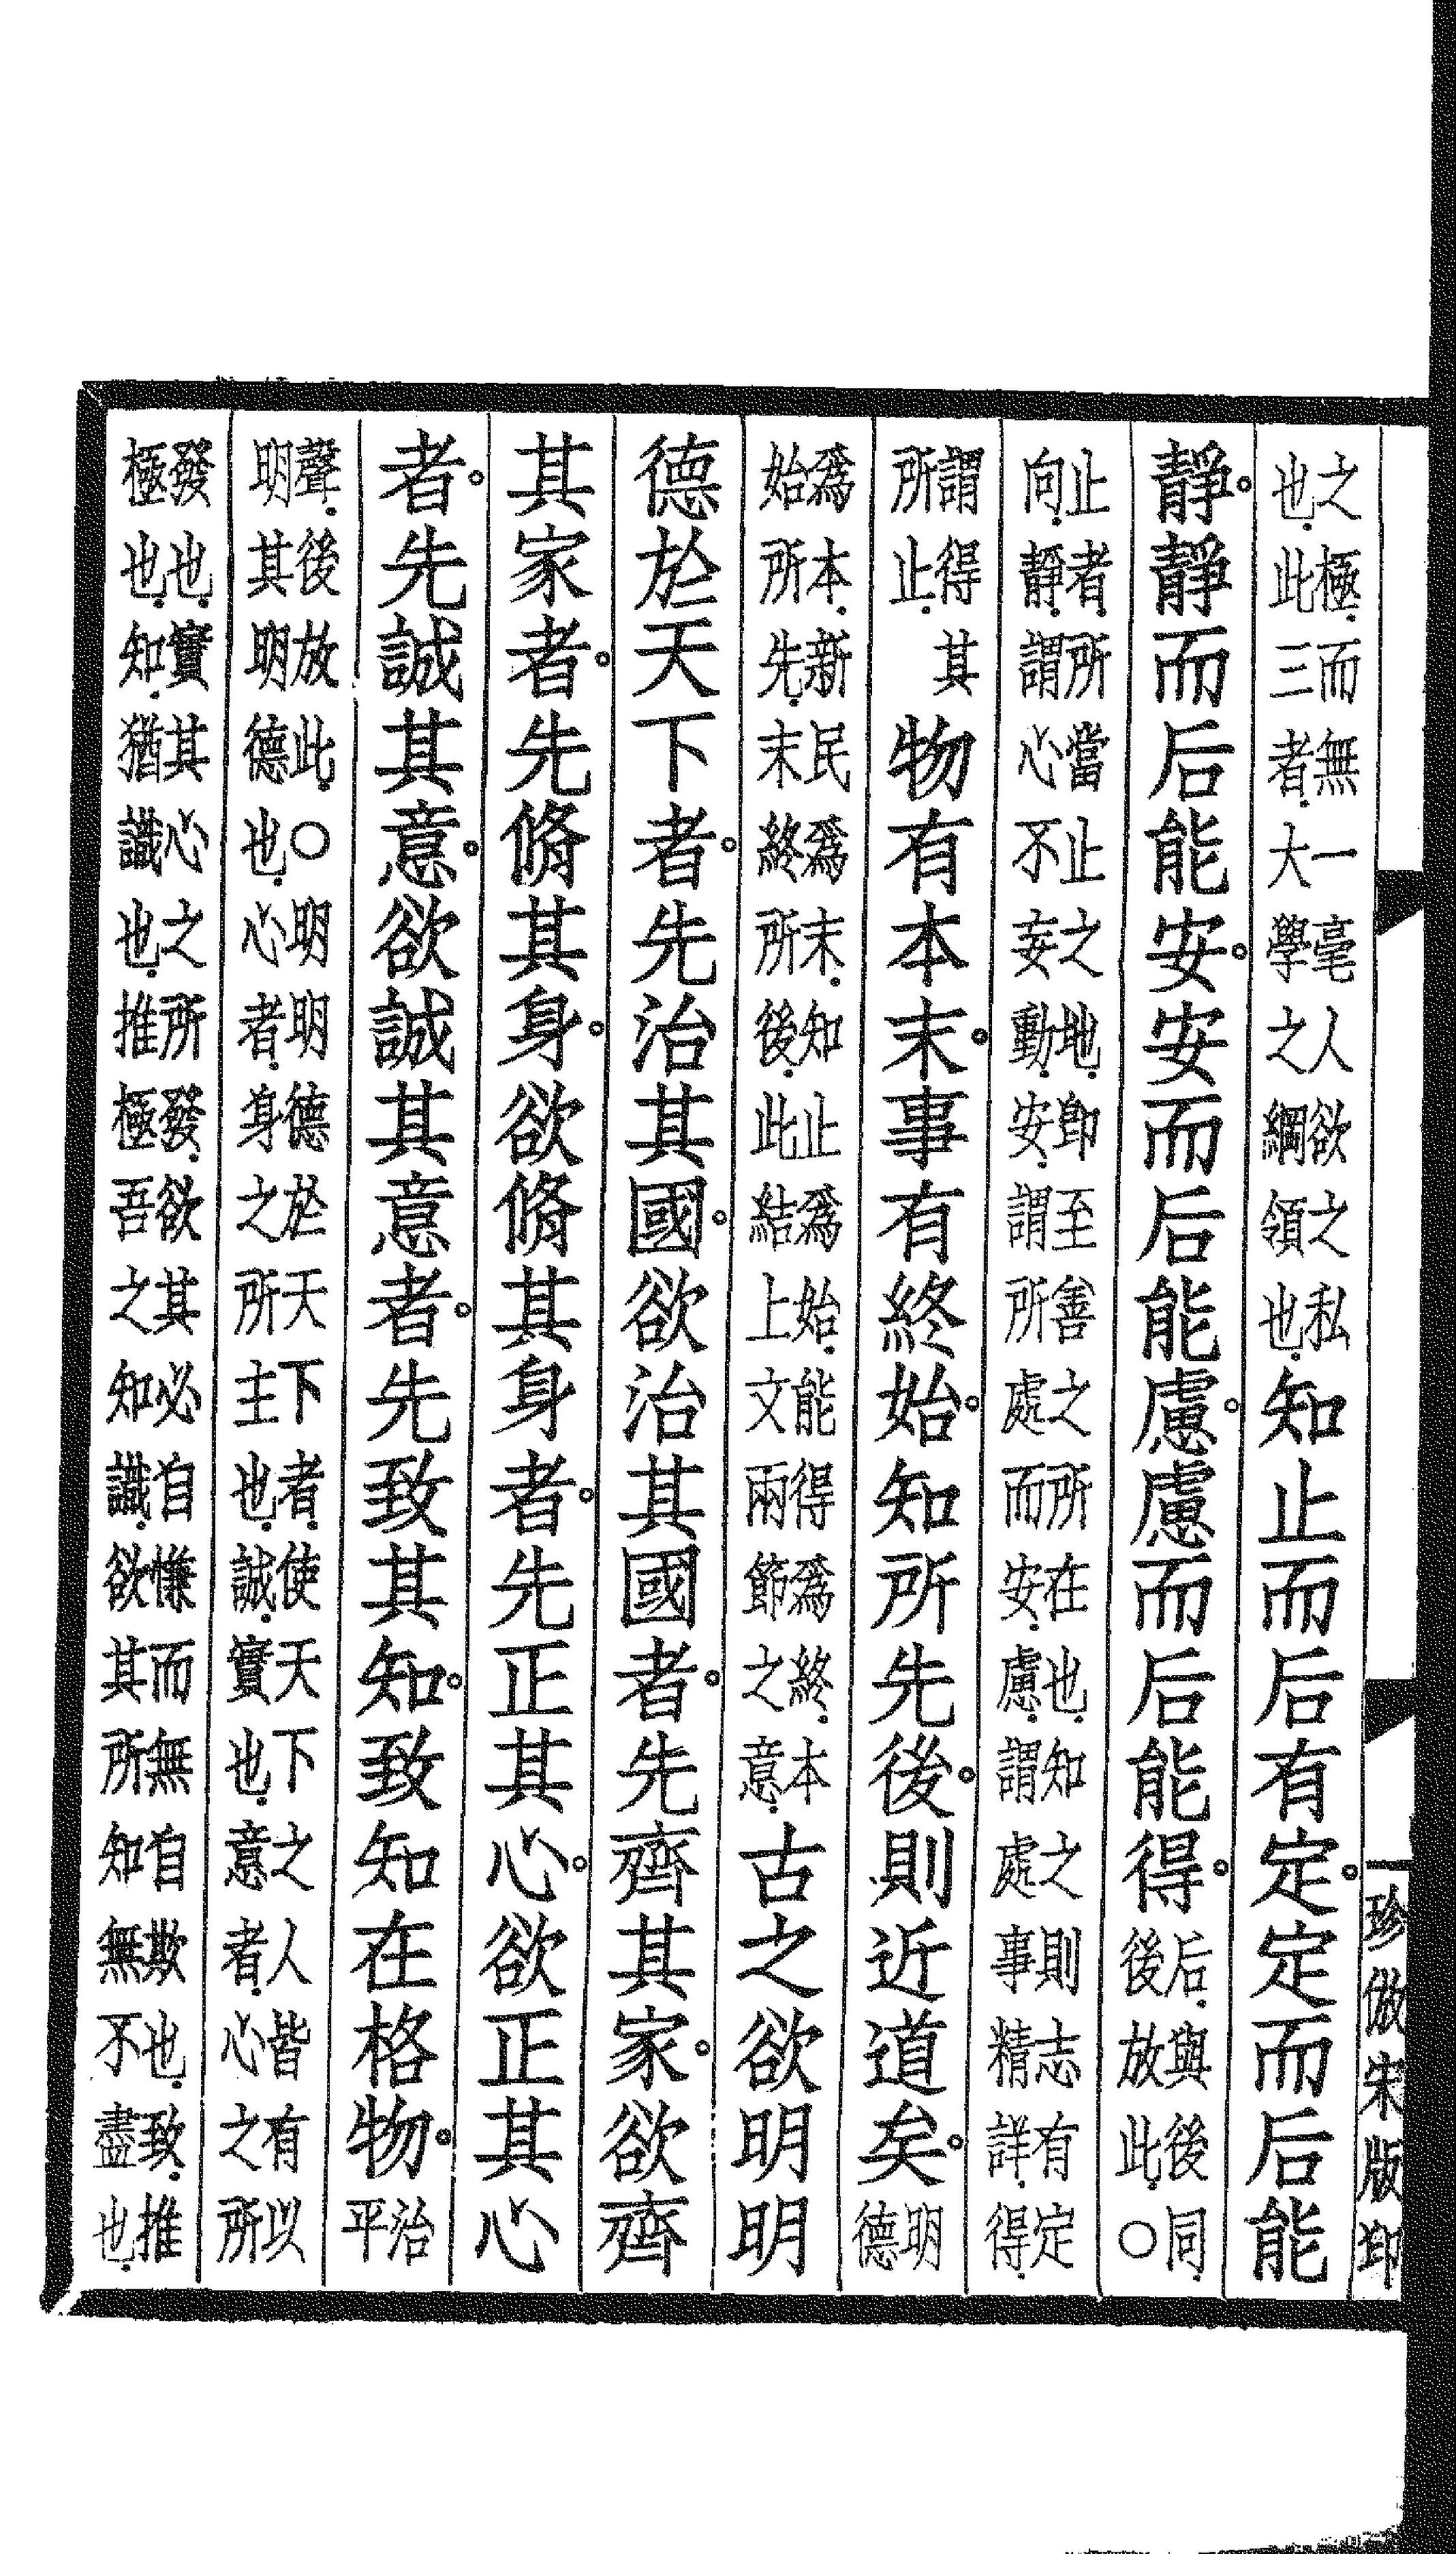 珍倣宋版印
之極。而無一毫人欲之私也。此三者。大學之綱領也。知止而后有定。定而后能
靜。靜而后能安。安而后能慮。慮而后能得。后。與後同。後放此。○
止者。所當止之地。即至善之所在也。知之則志有定向。靜。謂心不妄動。安。謂所處而安。慮。謂處事精詳。得。
謂得其所止。物有本末。事有終始。知所先後。則近道矣。明德
爲本。新民爲末。知止爲始。能得爲終。本始所先。末終所後。此結上文兩節之意。古之欲明明
德於天下者。先治其國。欲治其國者。先齊其家。欲齊
其家者。先脩其身。欲脩其身者。先正其心。欲正其心
者。先誠其意。欲誠其意者。先致其知。致知在格物。治平
聲。後放此。○明明德於天下者。使天下之人皆有以明其明德也。心者。身之所主也。誠。實也。意者。心之所
發也。實其心之所發。欲其必自慊而無自欺也。致。推極也。知。猶識也。推極吾之知識。欲其所知無不盡也。